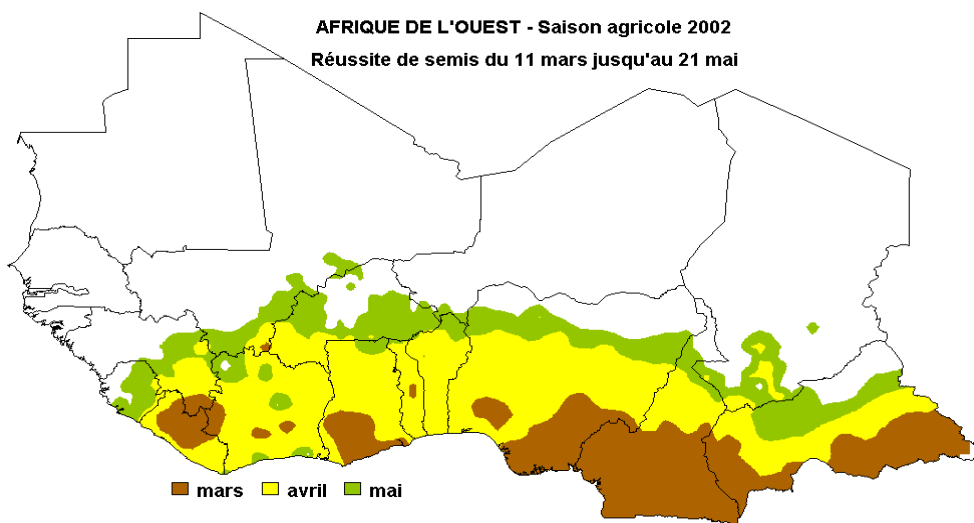 AFRIQUE DE L'OUEST - Saison agricole 2002
Réussite de semis du 11 mars jusqu'au 21 mai
mars avril mai